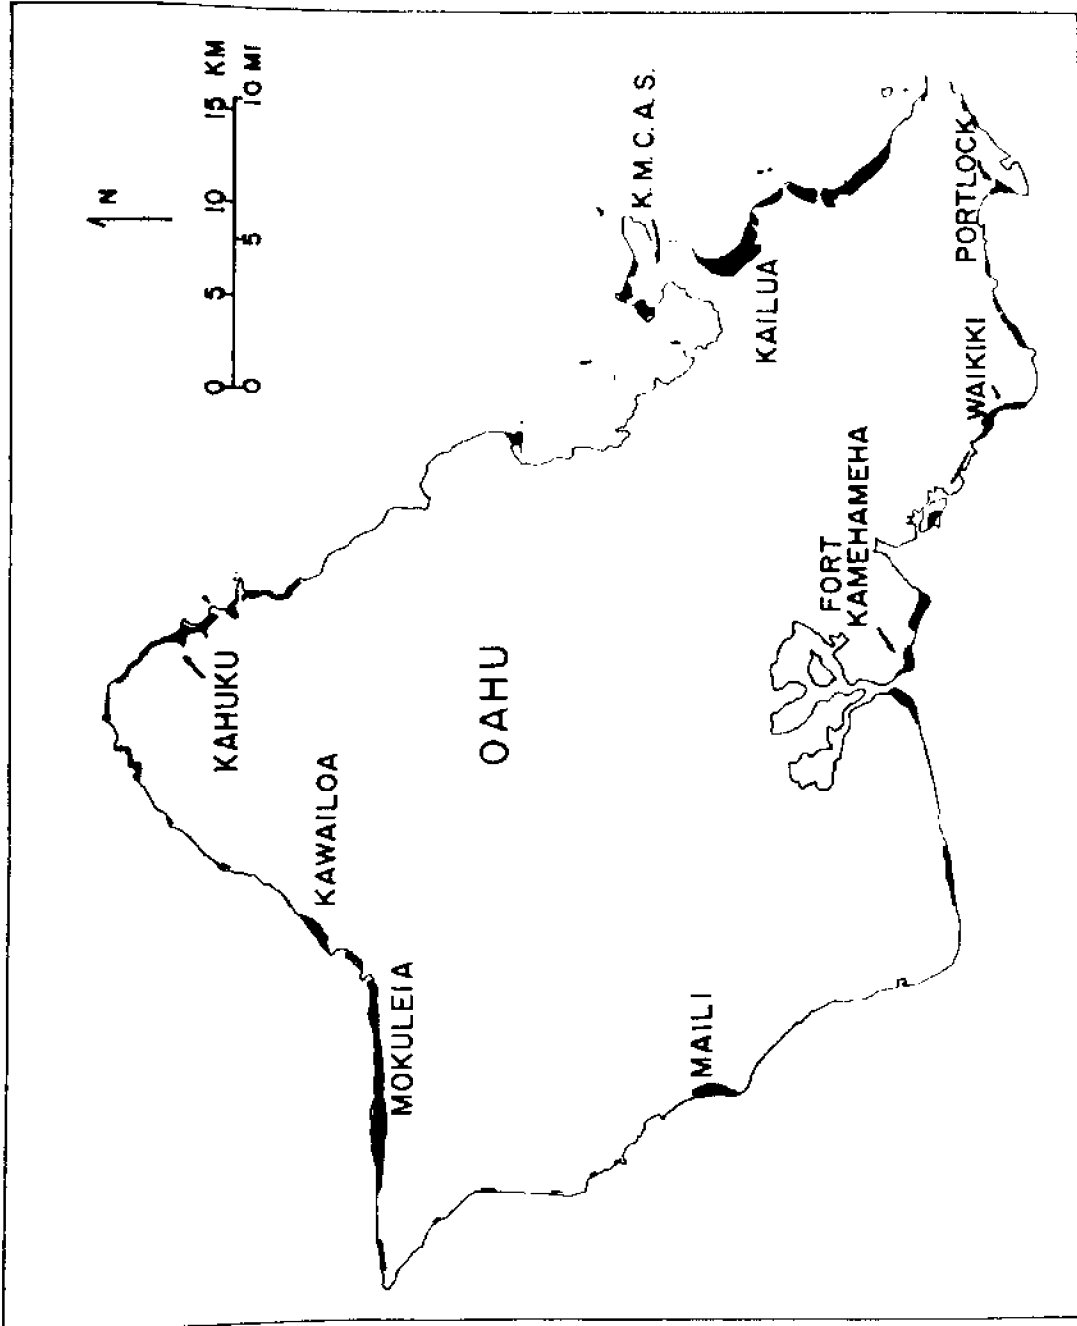 N
0 5 10 15 KM
0 5 10 MI
K.M.C.A.S.
KAHUKU
KAWAILOA
MOKULEIA
OAHU
KAILUA
MAILI
FORT
KAMEHAMEHA
WAIKIKI
PORTLOCK